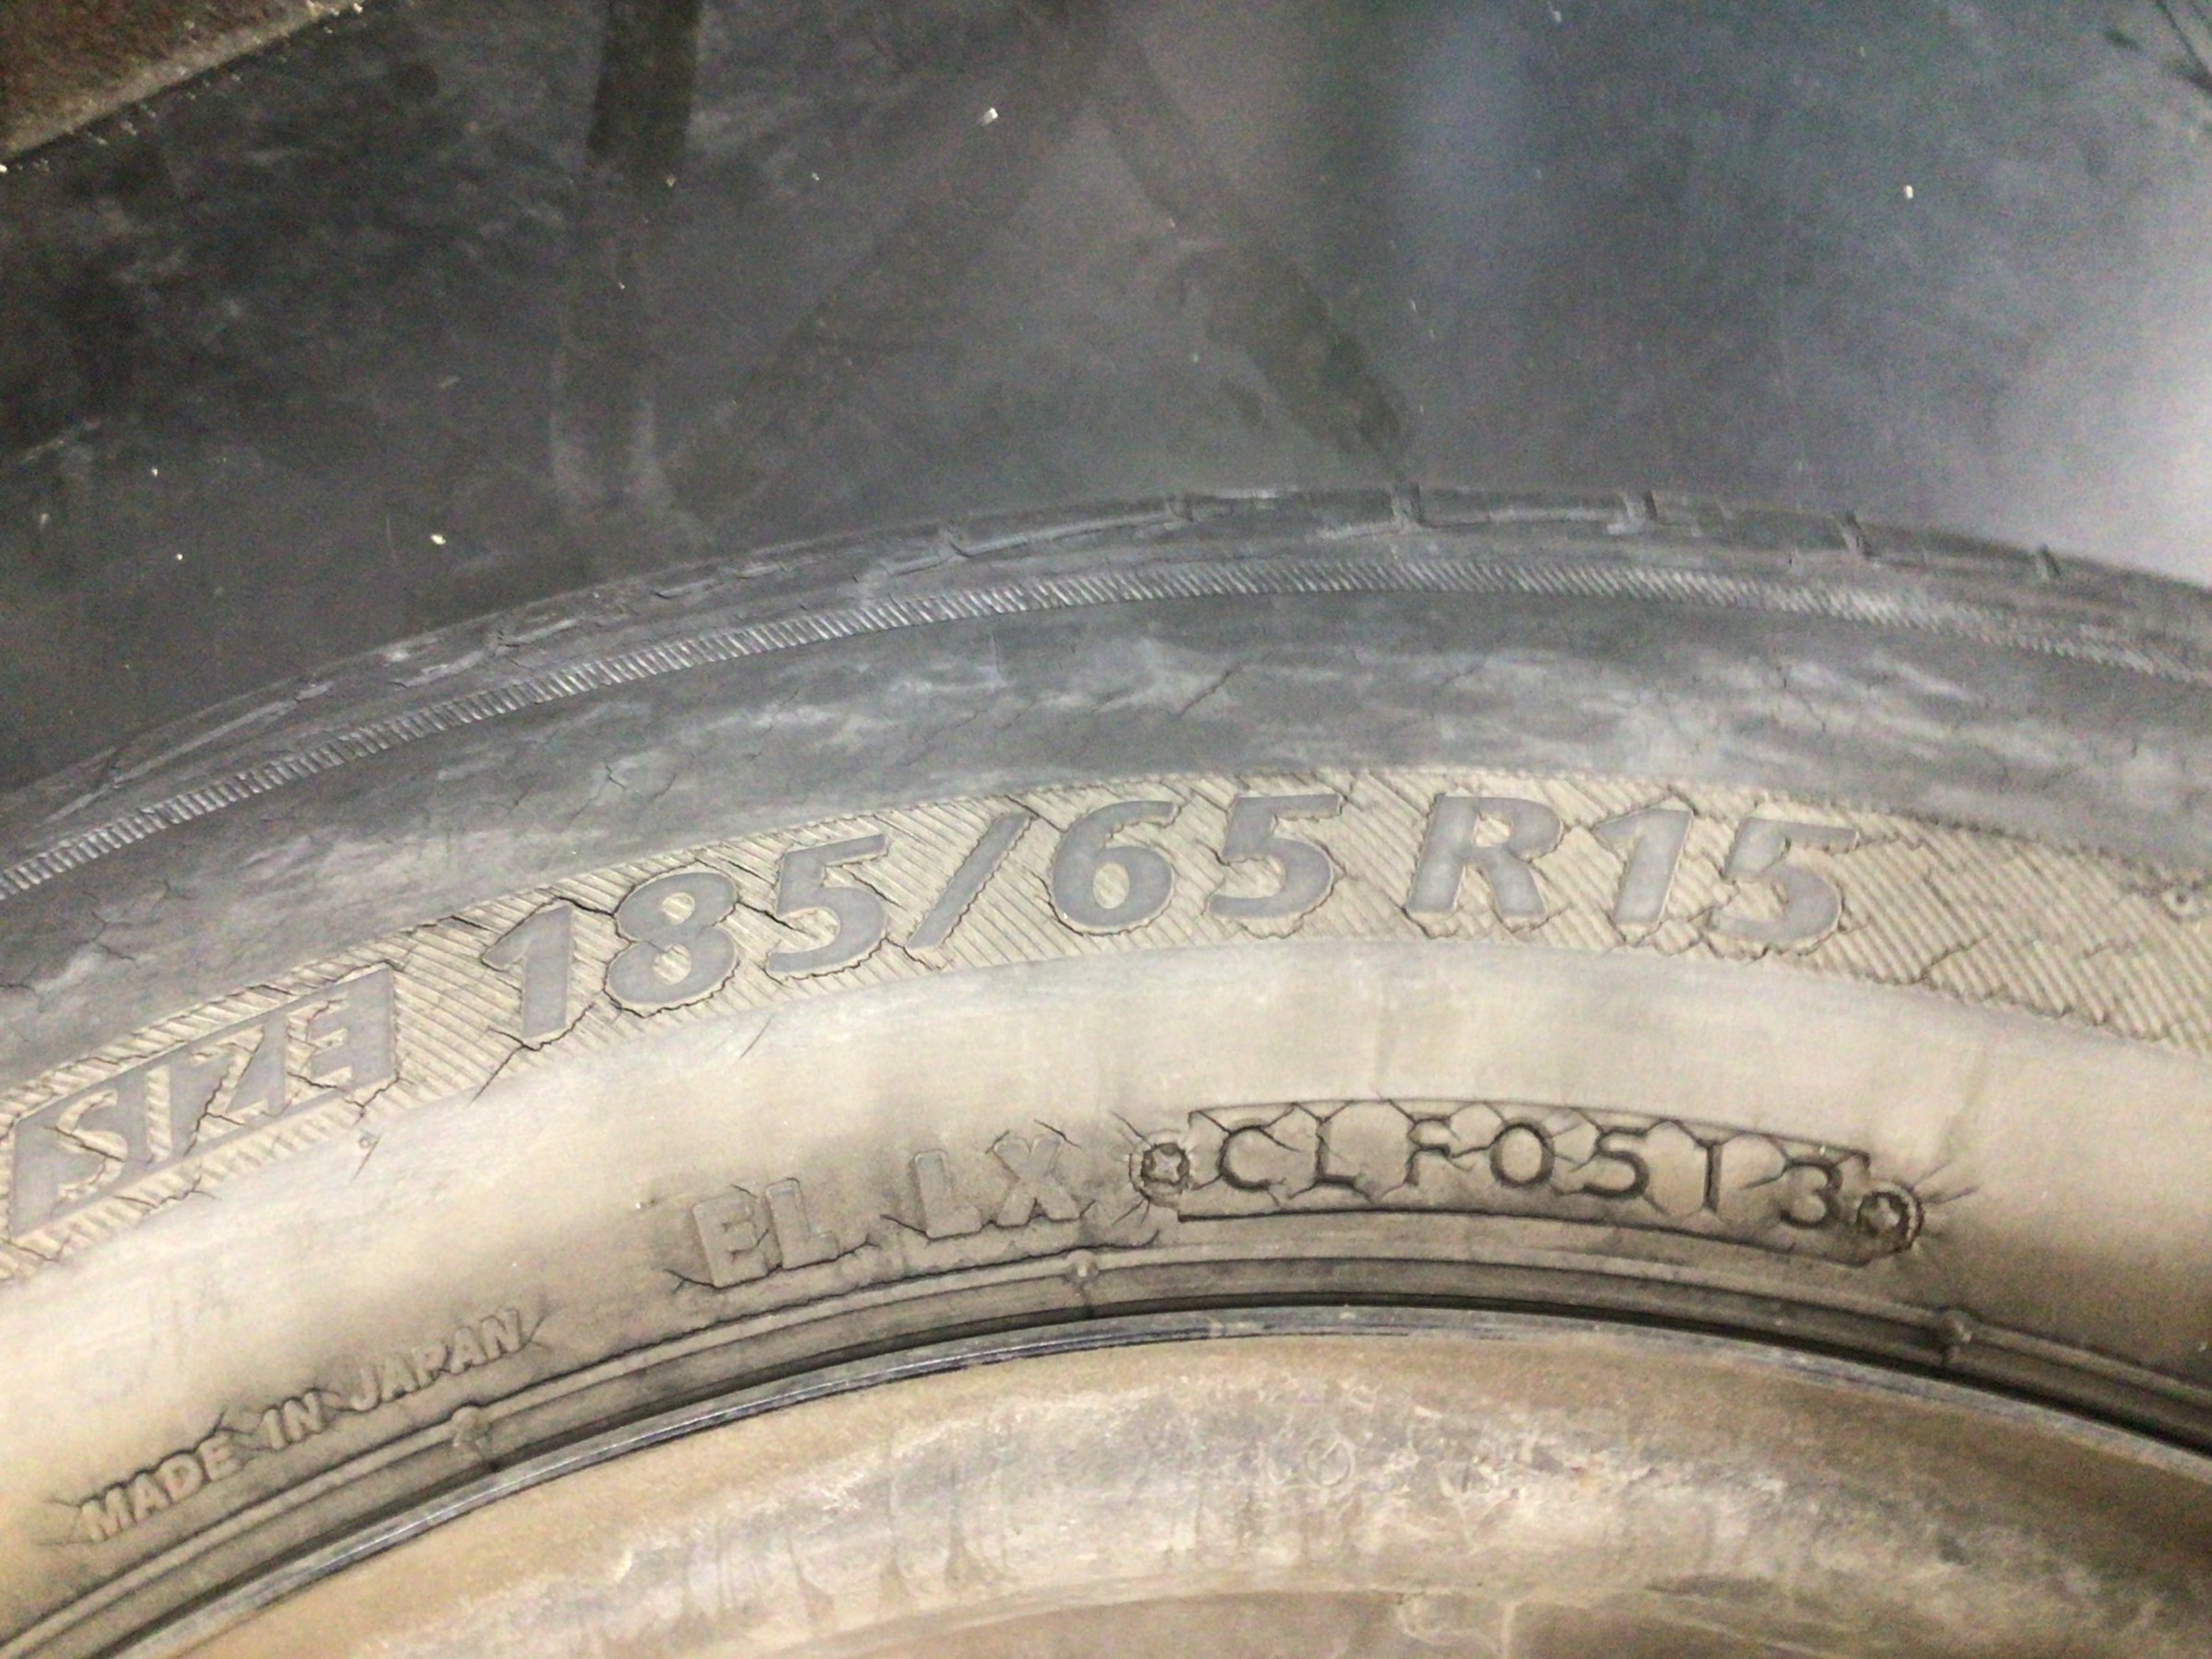 SIZE 185/65 R15
EL LX CLF0513
MADE IN JAPAN